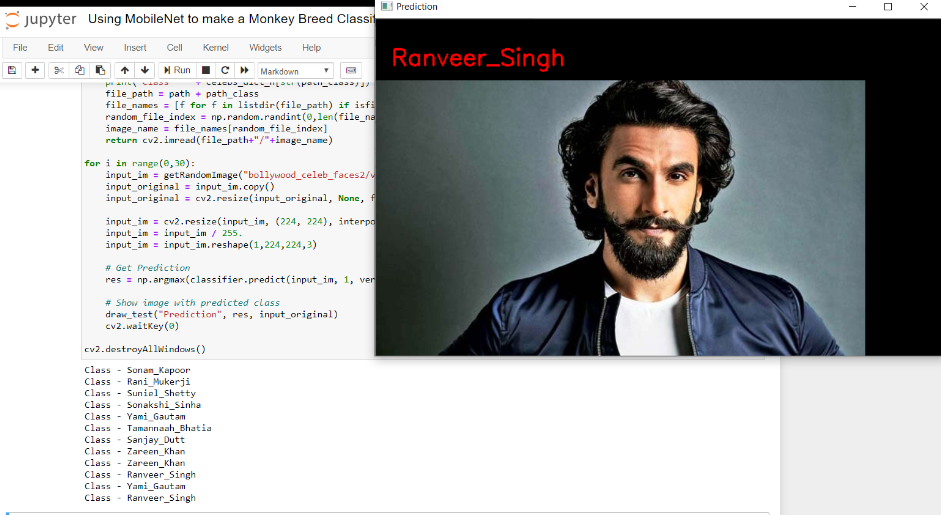 jupyter Using MobileNet to make a Monkey Breed Classif
File Edit View Insert Cell Kernel Widgets Help
Run Markdown
Prediction
Ranveer_Singh
file_path = path + path_class
file_names = [f for f in listdir(file_path) if isfi
random_file_index = np.random.randint(0,len(file_na
image_name = file_names[random_file_index]
return cv2.imread(file_path+"/"+image_name)
for i in range(0,30):
input_im = getRandomImage("bollywood_celeb_faces2/v
input_original = input_im.copy()
input_original = cv2.resize(input_original, None, f
input_im = cv2.resize(input_im, (224, 224), interpo
input_im = input_im / 255.
input_im = input_im.reshape(1,224,224,3)
# Get Prediction
res = np.argmax(classifier.predict(input_im, 1, ver
# Show image with predicted class
draw_test("Prediction", res, input_original)
cv2.waitKey(0)
cv2.destroyAllWindows()
Class - Sonam_Kapoor
Class - Rani_Mukerji
Class - Suniel_Shetty
Class - Sonakshi_Sinha
Class - Yami_Gautam
Class - Tamannaah_Bhatia
Class - Sanjay_Dutt
Class - Zareen_Khan
Class - Zareen_Khan
Class - Ranveer_Singh
Class - Yami_Gautam
Class - Ranveer_Singh